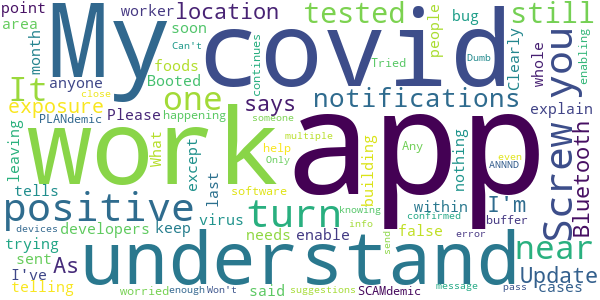 point
worker
location
tested
bug
still
area
My
covid
soon
people
Clearly
enabling
month
anyone
foods
continues
Can't
Tried
Dumb
whole
It
Booted
close
one
says
notifications
Screw you
exposure
Please
happening
someone
explain
PLANdemic
work
app
What
multiple
leaving
except
help
Only
building
Any
nothing
ANNND
even
Bluetooth
tells
last
software
positive
turn
within
I'm
buffer
virus
developers
keep
needs
enable
false
info
confirmed
knowing
trying
sent
As
understand
near
devices
error
send
I've
Update
telling
worried
enough
Won't
said
suggestions
SCAMdemic
message
pass
cases